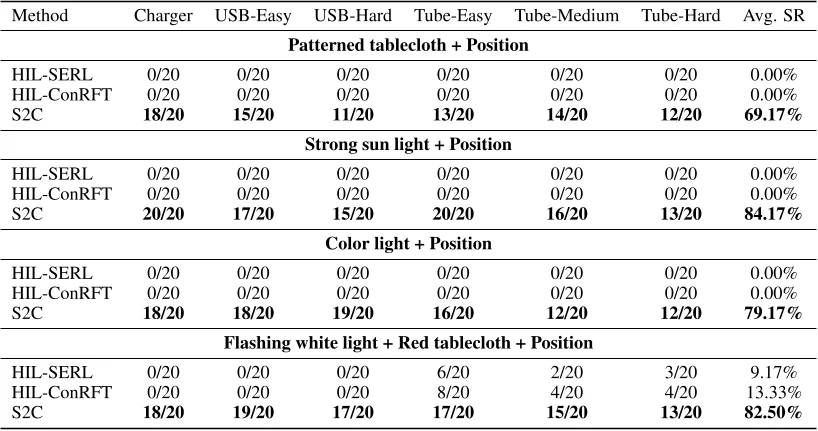 Method Charger USB-Easy USB-Hard Tube-Easy Tube-Medium Tube-Hard Avg. SR
Patterned tablecloth + Position
HIL-SERL 0/20 0/20 0/20 0/20 0/20 0/20 0.00%
HIL-ConRFT 0/20 0/20 0/20 0/20 0/20 0/20 0.00%
S2C 18/20 15/20 11/20 13/20 14/20 12/20 69.17%
Strong sun light + Position
HIL-SERL 0/20 0/20 0/20 0/20 0/20 0/20 0.00%
HIL-ConRFT 0/20 0/20 0/20 0/20 0/20 0/20 0.00%
S2C 20/20 17/20 15/20 20/20 16/20 13/20 84.17%
Color light + Position
HIL-SERL 0/20 0/20 0/20 0/20 0/20 0/20 0.00%
HIL-ConRFT 0/20 0/20 0/20 0/20 0/20 0/20 0.00%
S2C 18/20 18/20 19/20 16/20 12/20 12/20 79.17%
Flashing white light + Red tablecloth + Position
HIL-SERL 0/20 0/20 0/20 6/20 2/20 3/20 9.17%
HIL-ConRFT 0/20 0/20 0/20 8/20 4/20 4/20 13.33%
S2C 18/20 19/20 17/20 17/20 15/20 13/20 82.50%